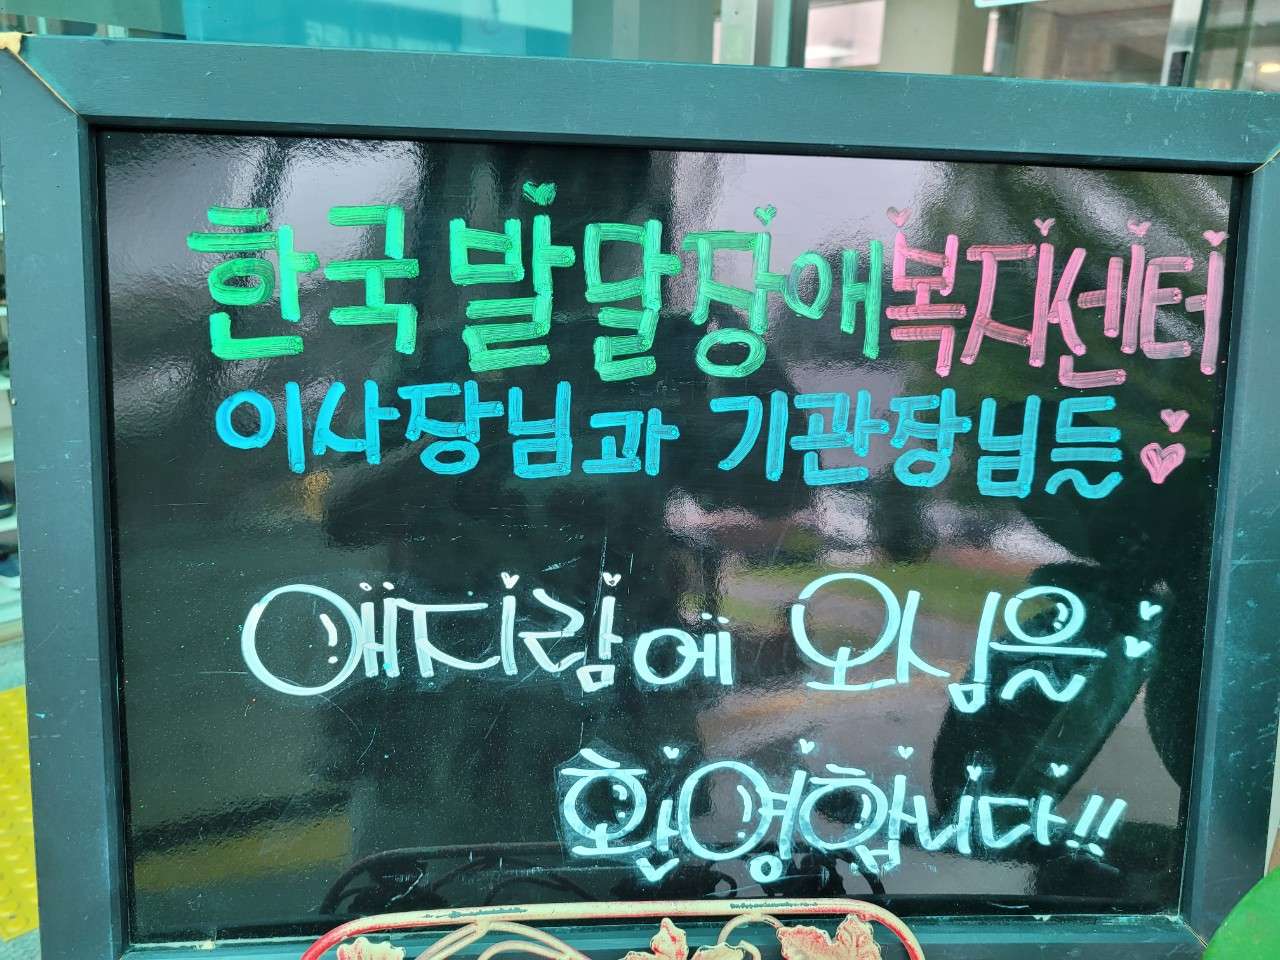 한국 발달장애복지센터
이사장님과 기관장님들
애지람에 오심을
환영합니다!!